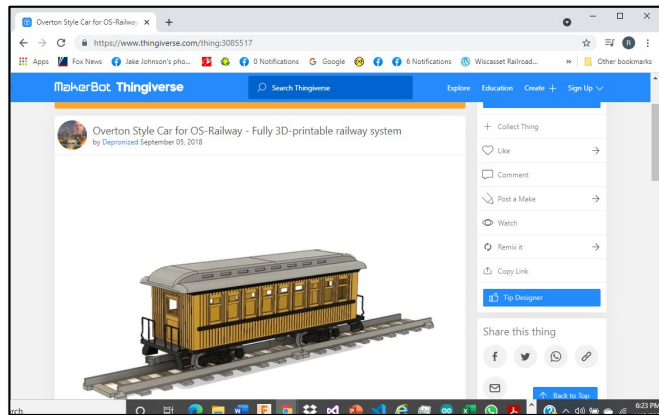 Overton Style Car for OS-Railway
https://www.thingiverse.com/thing:3085517
Apps Fox News Jake Johnson's pho... 0 Notifications Google 6 Notifications Wiscasset Railroad... » Other bookmarks
MakerBot Thingiverse Search Thingiverse Explore Education Create + Sign Up
Overton Style Car for OS-Railway - Fully 3D-printable railway system
by Depronized September 05, 2018
Collect Thing
Like
Comment
Post a Make
Watch
Remix it
Copy Link
Tip Designer
Share this thing
Back to Top
rch
6:23 PM